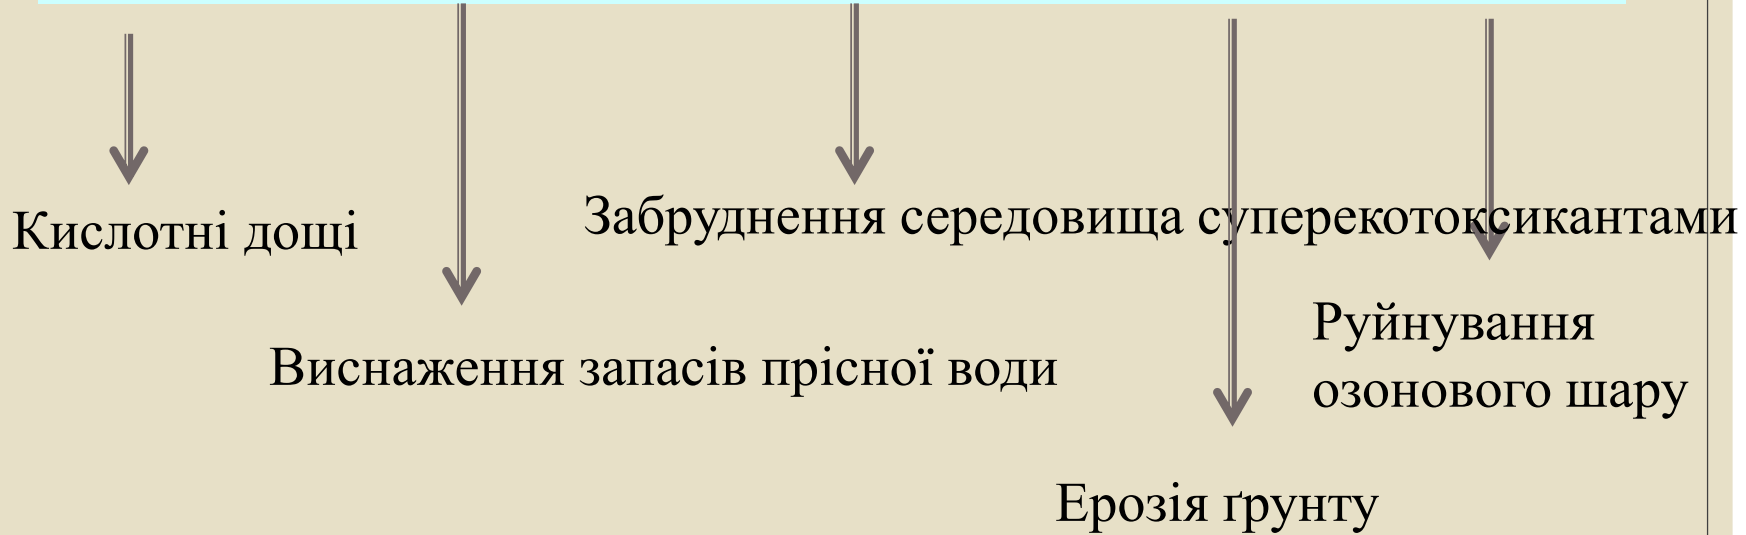 Кислотні дощі
Забруднення середовища суперекотоксикантами
Виснаження запасів прісної води
Руйнування
озонового шару
Ерозія ґрунту